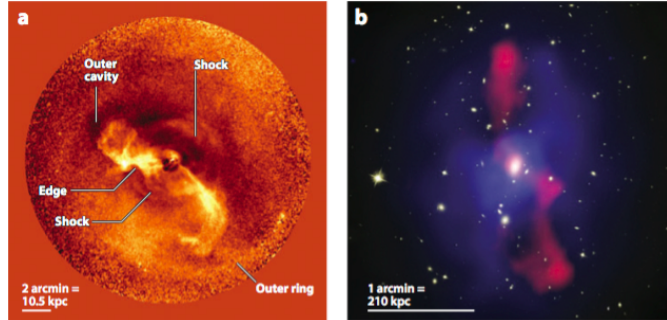 a
Outer
cavity
Shock
Edge
Shock
Outer ring
2 arcmin =
10.5 kpc
b
1 arcmin =
210 kpc